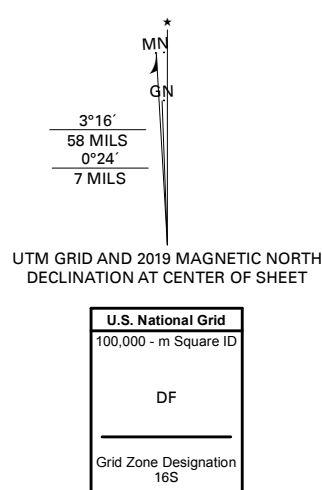 MN
GN
3°16´
58 MILS
0°24´
7 MILS
UTM GRID AND 2019 MAGNETIC NORTH
DECLINATION AT CENTER OF SHEET
U.S. National Grid
100,000 - m Square ID
DF
Grid Zone Designation
16S